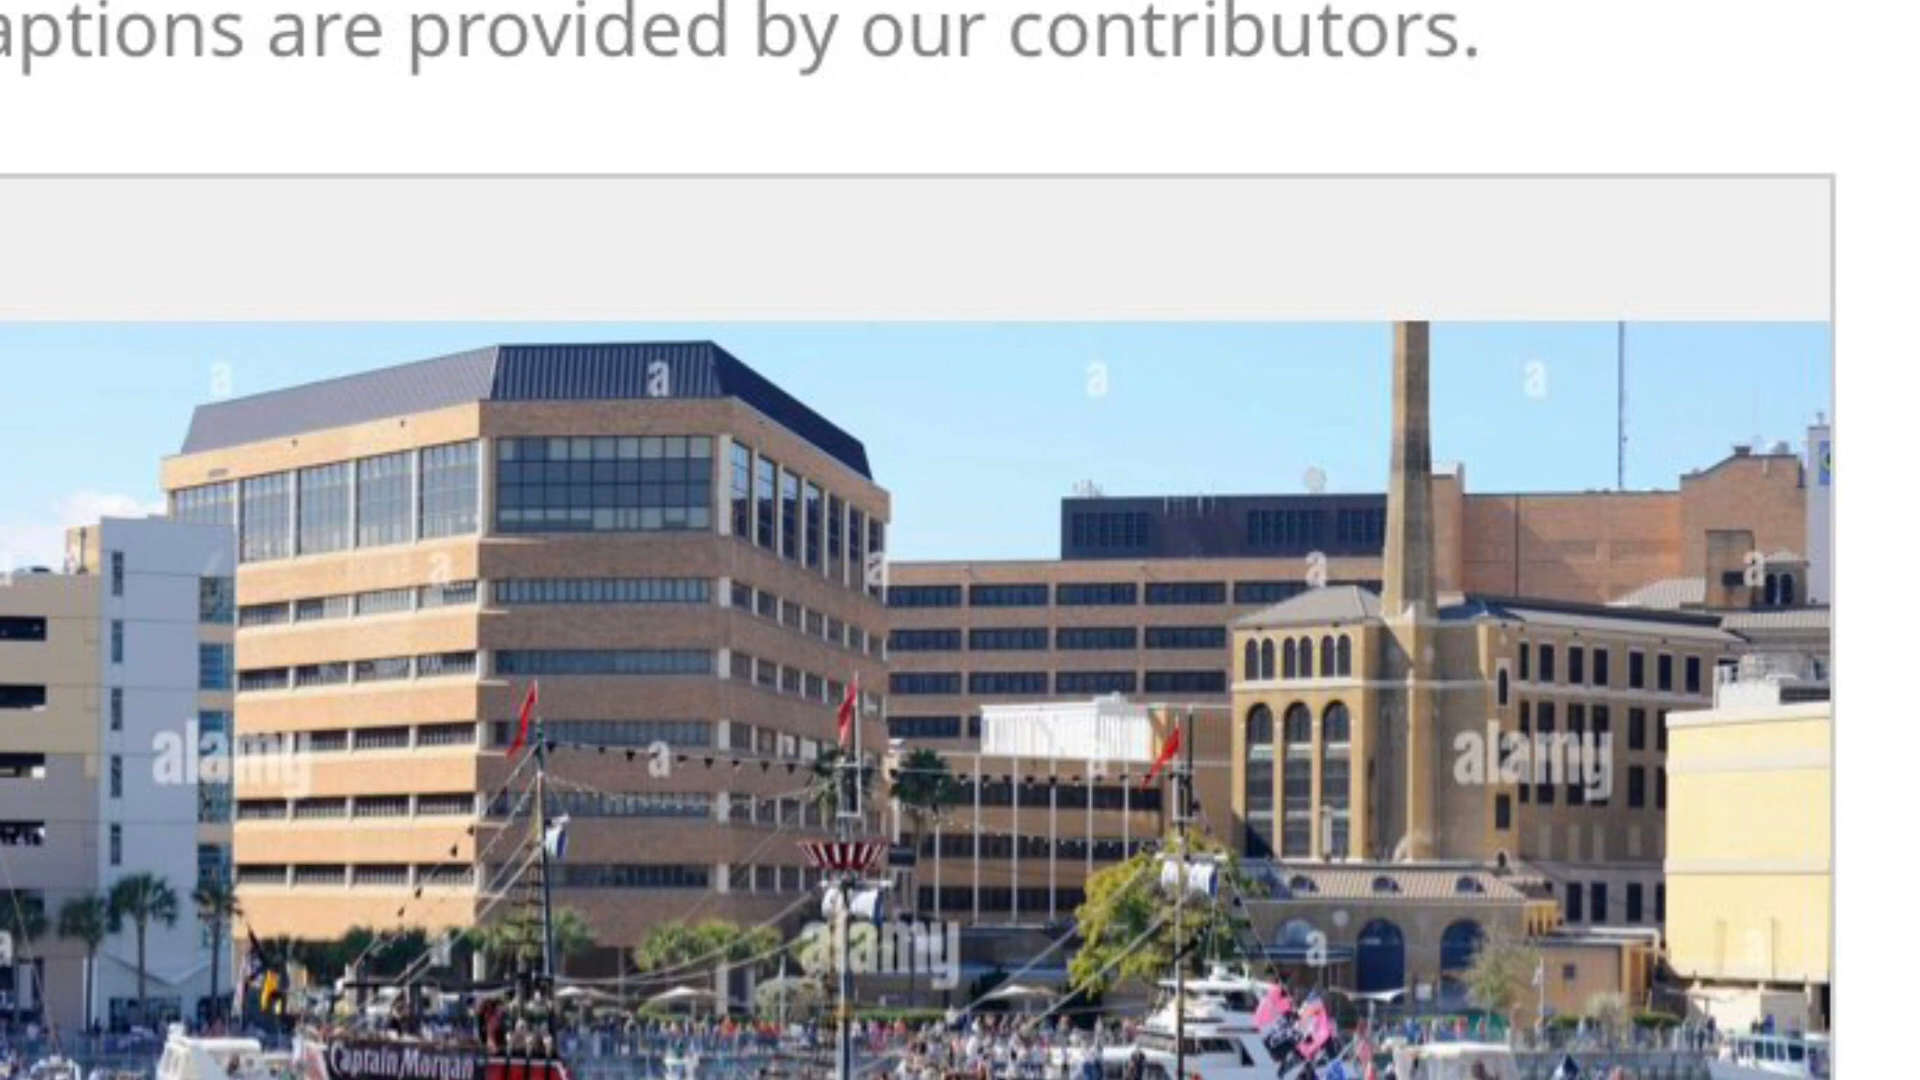 aptions are provided by our contributors.
a a a a
a a a a
alamy a a alamy
alamy
a a a a
Captain Morgan